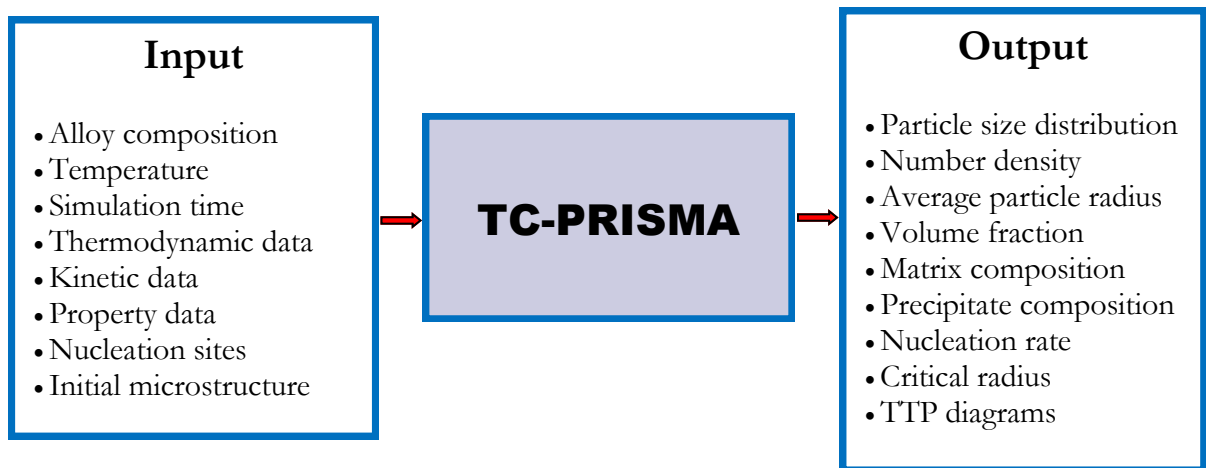 Input
• Alloy composition
• Temperature
• Simulation time
• Thermodynamic data
• Kinetic data
• Property data
• Nucleation sites
• Initial microstructure
TC-PRISMA
Output
• Particle size distribution
• Number density
• Average particle radius
• Volume fraction
• Matrix composition
• Precipitate composition
• Nucleation rate
• Critical radius
• TTP diagrams